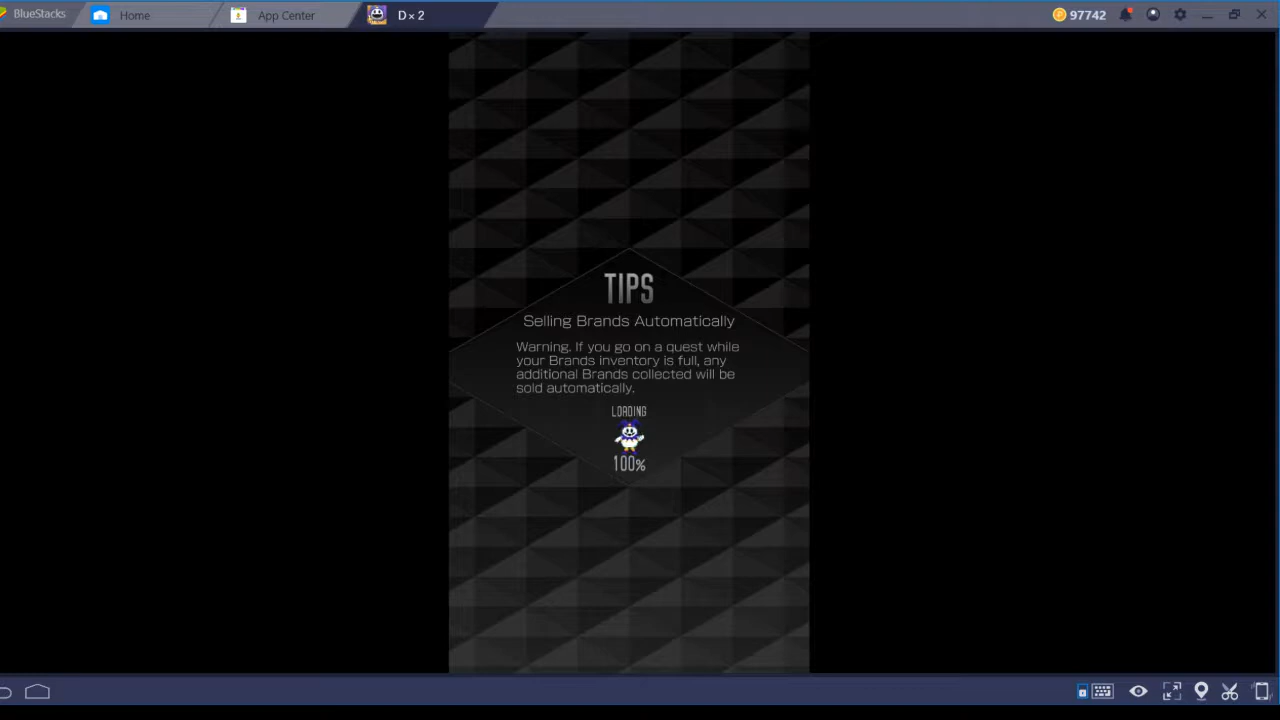 BlueStacks
Home
App Center
D×2
97742
TIPS
Selling Brands Automatically
Warning. If you go on a quest while
your Brands inventory is full, any
additional Brands collected will be
sold automatically.
LOADING
100%